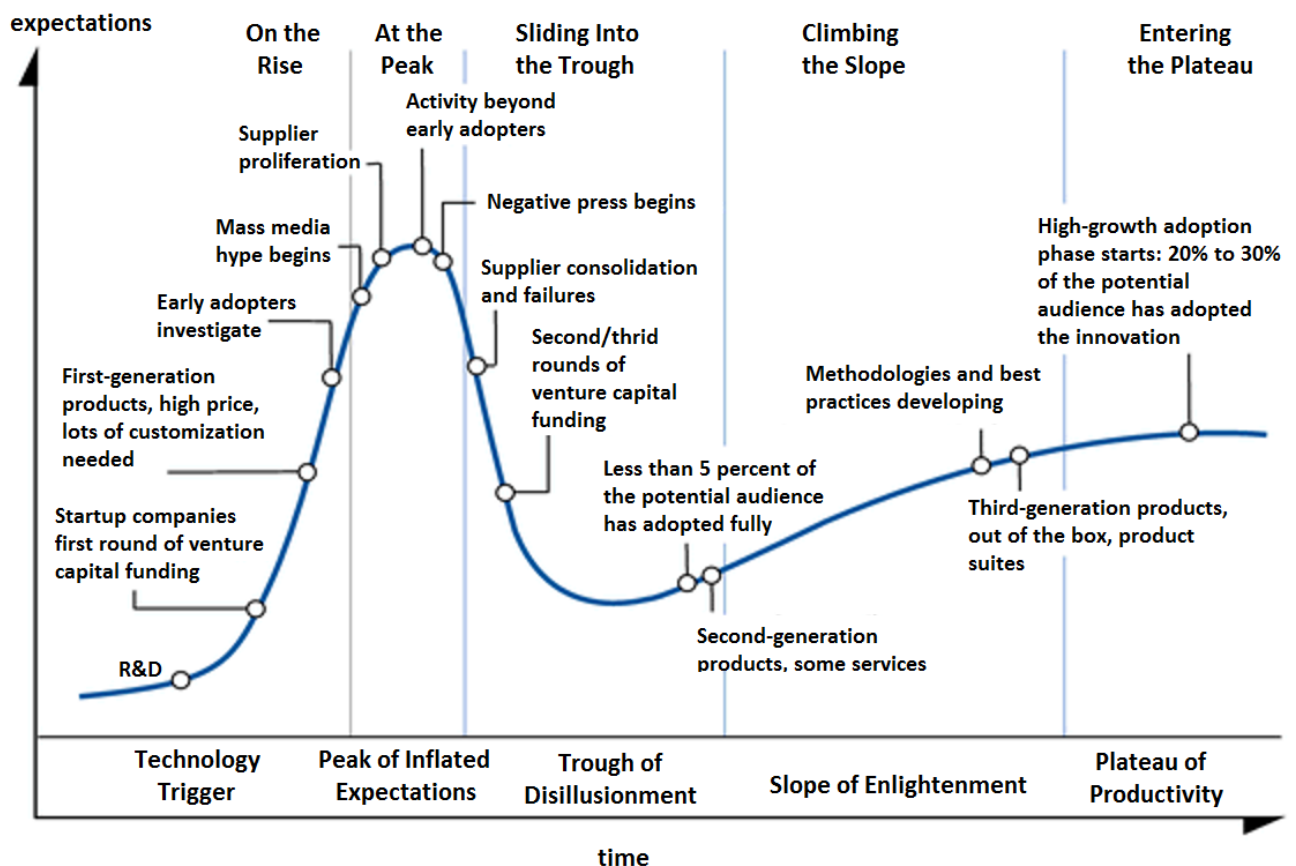 expectations
On the
Rise
At the
Peak
Sliding Into
the Trough
Climbing
the Slope
Entering
the Plateau
Activity beyond
early adopters
Supplier
proliferation
Negative press begins
Mass media
hype begins
Supplier consolidation
and failures
High-growth adoption
phase starts: 20% to 30%
of the potential
audience has adopted
the innovation
Early adopters
investigate
Second/thrid
rounds of
venture capital
funding
First-generation
products, high price,
lots of customization
needed
Methodologies and best
practices developing
Less than 5 percent of
the potential audience
has adopted fully
Startup companies
first round of venture
capital funding
Third-generation products,
out of the box, product
suites
R&D
Second-generation
products, some services
Technology
Trigger
Peak of Inflated
Expectations
Trough of
Disillusionment
Slope of Enlightenment
Plateau of
Productivity
time